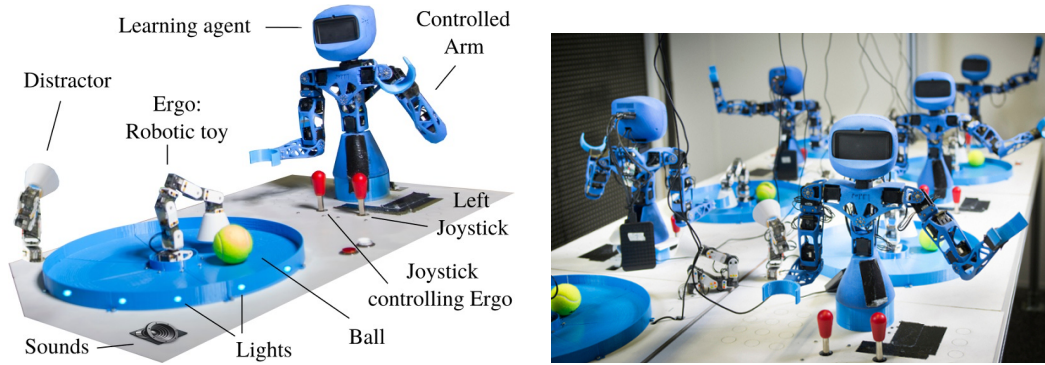 Learning agent
Controlled
Arm
Distractor
Ergo:
Robotic toy
Left
Joystick
Joystick
controlling Ergo
Ball
Sounds
Lights